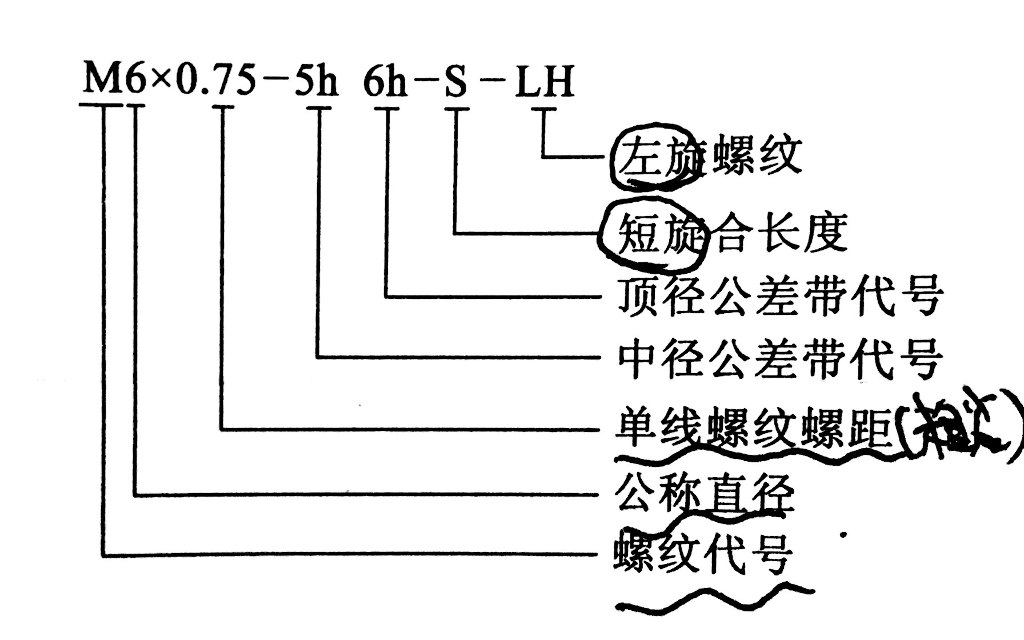 M6×0.75-5h 6h-S-LH
左旋螺纹
短旋合长度
顶径公差带代号
中径公差带代号
单线螺纹螺距
公称直径
螺纹代号